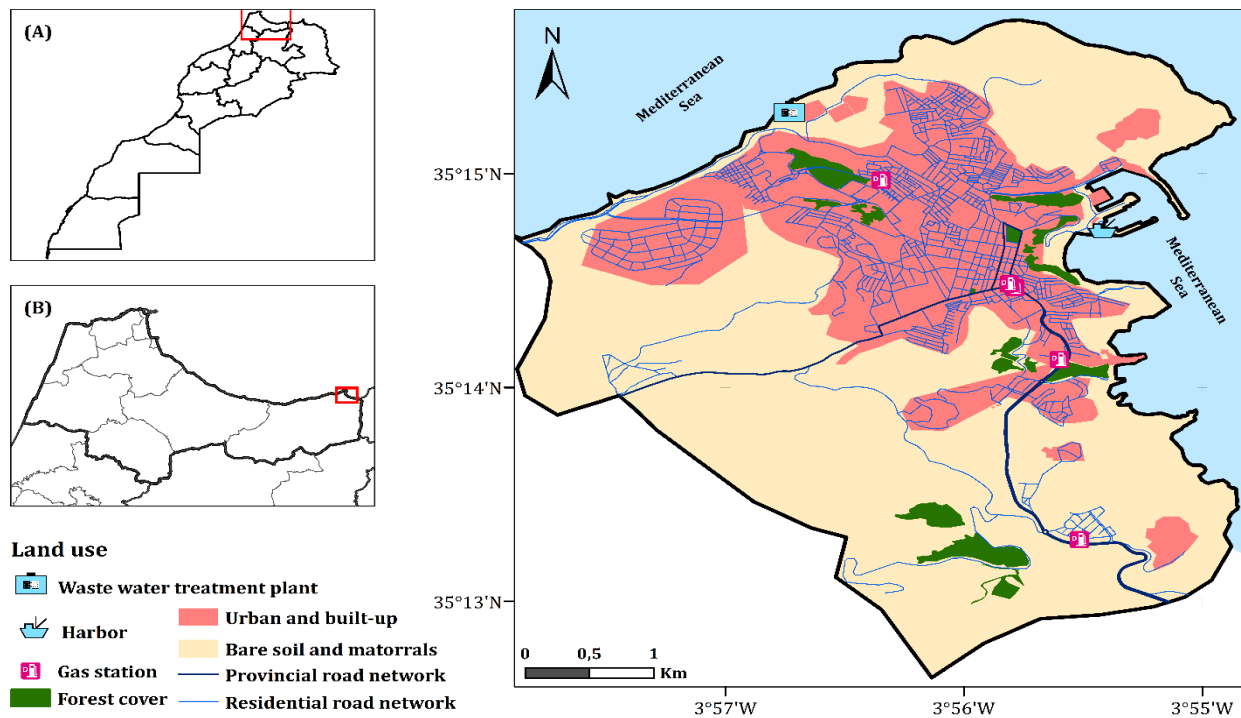 (A)
(B)
Land use
Waste water treatment plant
Harbor
Gas station
Forest cover
Urban and built-up
Bare soil and matorrals
Provincial road network
Residential road network
N
Mediterranean
Sea
Mediterranean
Sea
35°15'N
35°14'N
35°13'N
0 0,5 1
Km
3°57'W 3°56'W 3°55'W